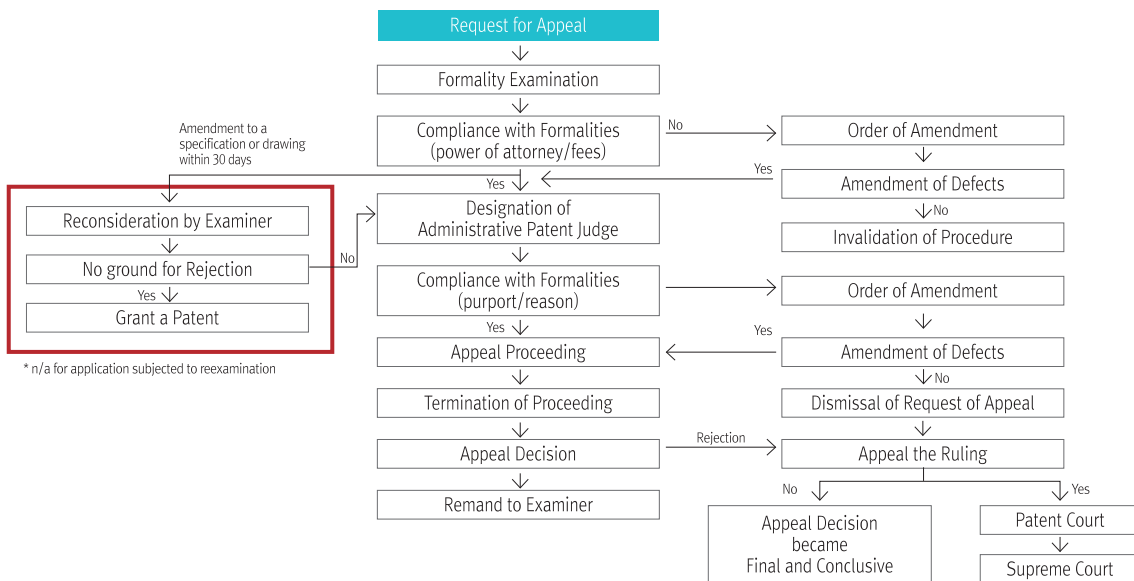 Request for Appeal
Formality Examination
Compliance with Formalities
(power of attorney/fees)
No
Order of Amendment
Amendment to a
specification or drawing
within 30 days
Yes
Yes
Amendment of Defects
Reconsideration by Examiner
Designation of
Administrative Patent Judge
No
Invalidation of Procedure
No ground for Rejection
No
Compliance with Formalities
(purport/reason)
Order of Amendment
Yes
Grant a Patent
Yes
Yes
Appeal Proceeding
Amendment of Defects
* n/a for application subjected to reexamination
No
Termination of Proceeding
Dismissal of Request of Appeal
Appeal Decision
Rejection
Appeal the Ruling
Remand to Examiner
No
Yes
Appeal Decision
became
Final and Conclusive
Patent Court
Supreme Court